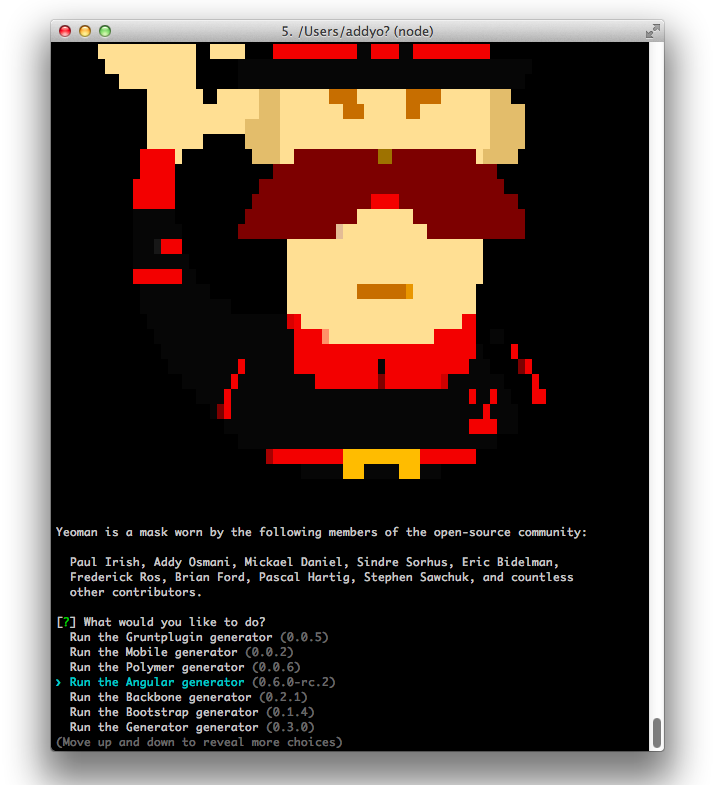 5. /Users/addyo? (node)
Yeoman is a mask worn by the following members of the open-source community:
Paul Irish, Addy Osmani, Mickael Daniel, Sindre Sorhus, Eric Bidelman,
Frederick Ros, Brian Ford, Pascal Hartig, Stephen Sawchuk, and countless
other contributors.
[?] What would you like to do?
Run the Gruntplugin generator (0.0.5)
Run the Mobile generator (0.0.2)
Run the Polymer generator (0.0.6)
› Run the Angular generator (0.6.0-rc.2)
Run the Backbone generator (0.2.1)
Run the Bootstrap generator (0.1.4)
Run the Generator generator (0.3.0)
(Move up and down to reveal more choices)